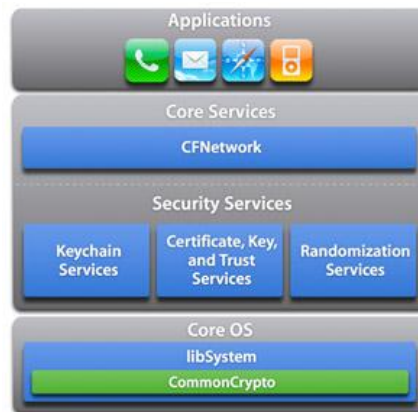 Applications
Core Services
CFNetwork
Security Services
Keychain
Services
Certificate, Key,
and Trust
Services
Randomization
Services
Core OS
libSystem
CommonCrypto